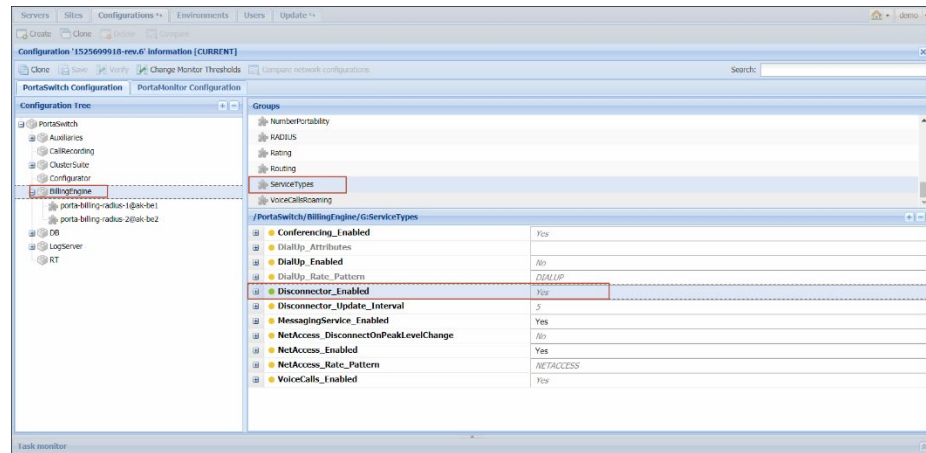 Servers Sites Configurations Environments Users Update demo
Create Clone Delete Compare
Configuration '1525699918-rev.6' information [CURRENT]
Clone Save Verify Change Monitor Thresholds Compare network configurations Search:
PortaSwitch Configuration PortaMonitor Configuration
Configuration Tree
PortaSwitch
Auxiliaries
CallRecording
ClusterSuite
Configurator
BillingEngine
porta-billing-radius-1@ak-be1
porta-billing-radius-2@ak-be2
DB
LogServer
RT
Groups
NumberPortability
RADIUS
Rating
Routing
ServiceTypes
VoiceCallsRoaming
/PortaSwitch/BillingEngine/G:ServiceTypes
Conferencing_Enabled Yes
DialUp_Attributes
DialUp_Enabled No
DialUp_Rate_Pattern DIALUP
Disconnector_Enabled Yes
Disconnector_Update_Interval 5
MessagingService_Enabled Yes
NetAccess_DisconnectOnPeakLevelChange No
NetAccess_Enabled Yes
NetAccess_Rate_Pattern NETACCESS
VoiceCalls_Enabled Yes
Task monitor